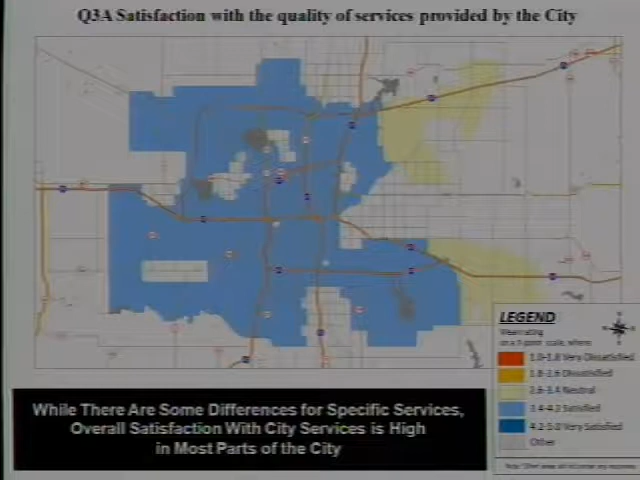 Q3A Satisfaction with the quality of services provided by the City
LEGEND
Mean rating
on a 5-point scale, where:
1.0-1.8 Very Dissatisfied
1.8-2.6 Dissatisfied
2.6-3.4 Neutral
3.4-4.2 Satisfied
4.2-5.0 Very Satisfied
Other
While There Are Some Differences for Specific Services,
Overall Satisfaction With City Services is High
in Most Parts of the City